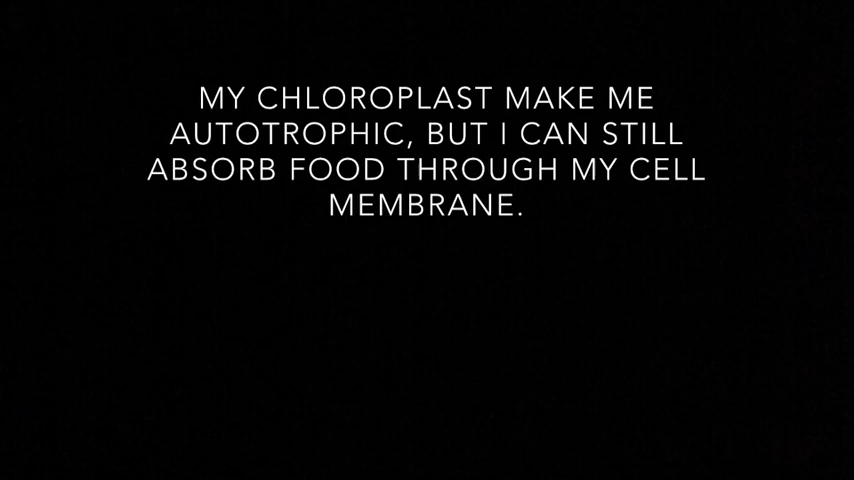 MY CHLOROPLAST MAKE ME
AUTOTROPHIC, BUT I CAN STILL
ABSORB FOOD THROUGH MY CELL
MEMBRANE.